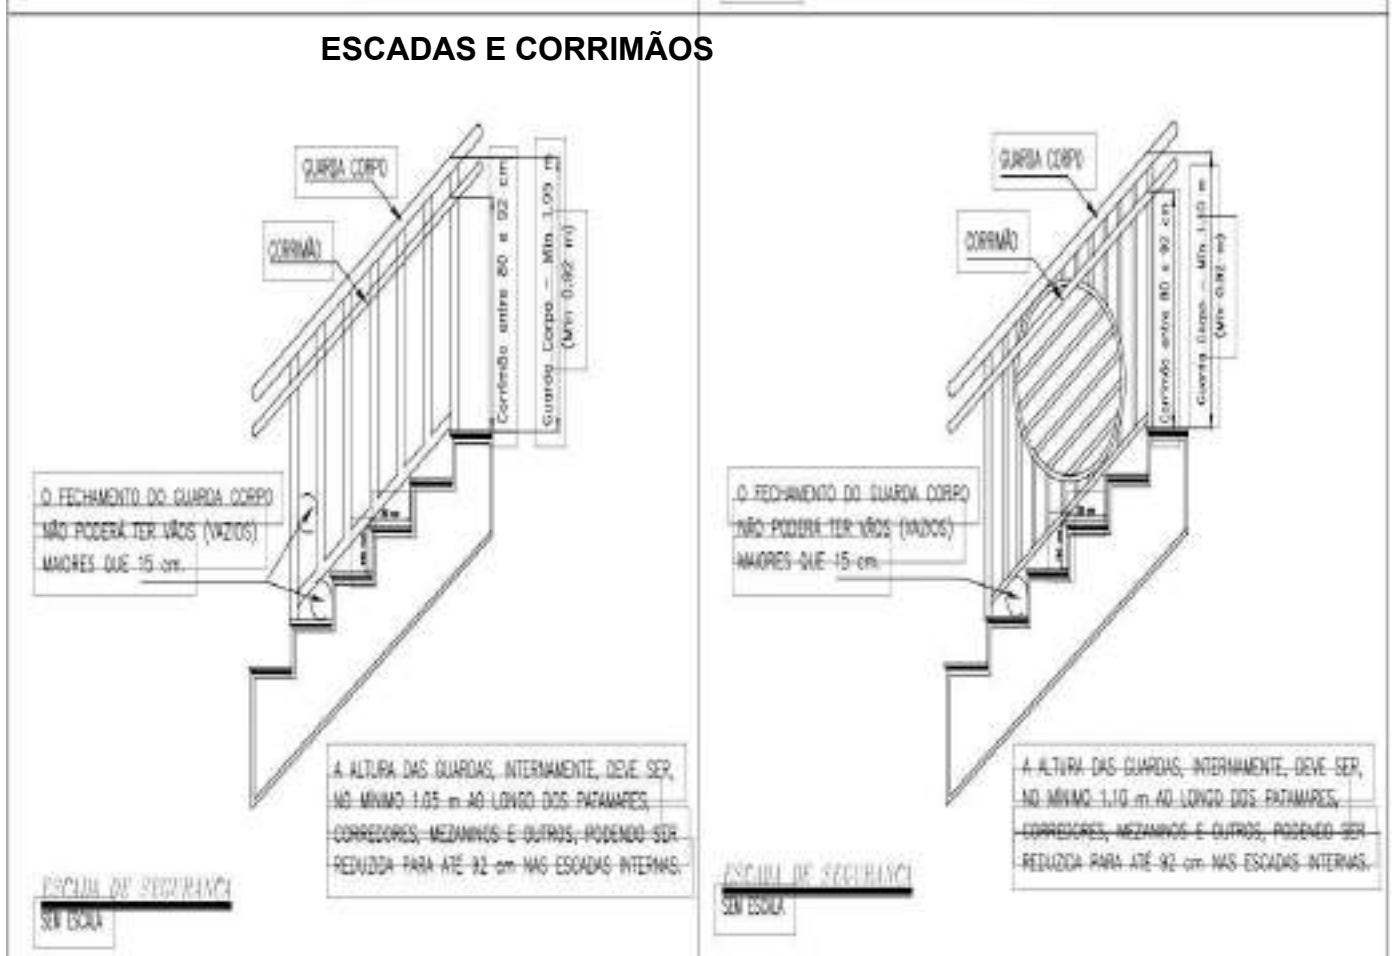 ESCADAS E CORRIMÃOS
GUARDA CORPO
CORRIMÃO
Corrimão entre 80 e 92 cm
Guarda Corpo - Min 1.05 m
(Min 0.92 m)
O FECHAMENTO DO GUARDA CORPO
NÃO PODERÁ TER VÃOS (VAZIOS)
MAIORES QUE 15 cm.
A ALTURA DAS GUARDAS, INTERNAMENTE, DEVE SER,
NO MÍNIMO 1.05 m AO LONGO DOS PATAMARES,
CORREDORES, MEZANINOS E OUTROS, PODENDO SER
REDUZIDA PARA ATÉ 92 cm NAS ESCADAS INTERNAS.
ESCADA DE SEGURANCA
SEM ESCALA
GUARDA CORPO
CORRIMÃO
Corrimão entre 80 e 92 cm
Guarda Corpo - Min 1.10 m
(Min 0.92 m)
O FECHAMENTO DO GUARDA CORPO
NÃO PODERÁ TER VÃOS (VAZIOS)
MAIORES QUE 15 cm.
A ALTURA DAS GUARDAS, INTERNAMENTE, DEVE SER,
NO MÍNIMO 1.10 m AO LONGO DOS PATAMARES,
CORREDORES, MEZANINOS E OUTROS, PODENDO SER
REDUZIDA PARA ATÉ 92 cm NAS ESCADAS INTERNAS.
ESCADA DE SEGURANCA
SEM ESCALA